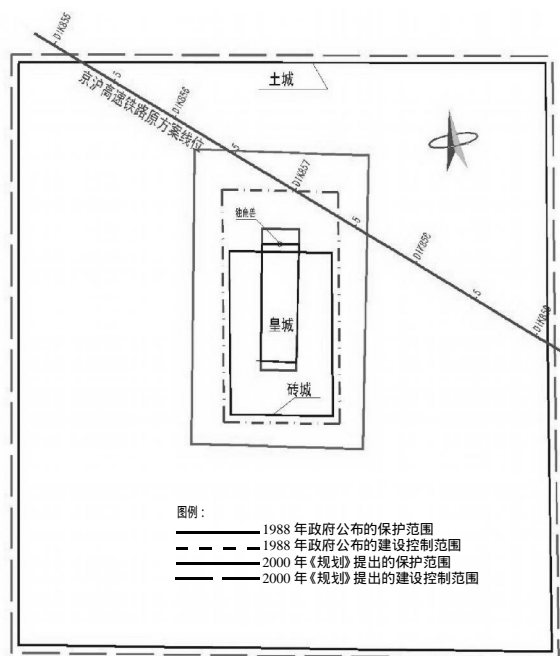 DIK855
土城
5
京沪高速铁路原方案线位
DIK856
5
DIK857
5
DIK858
5
DIK859
皇城
砖城
图例：
1988 年政府公布的保护范围
1988 年政府公布的建设控制范围
2000 年《规划》提出的保护范围
2000 年《规划》提出的建设控制范围